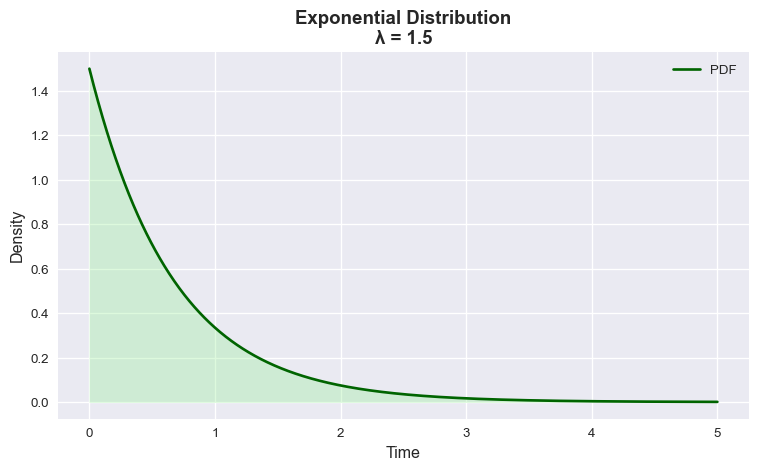 Exponential Distribution
λ = 1.5
PDF
1.4
1.2
1.0
0.8
0.6
0.4
0.2
0.0
Density
0 1 2 3 4 5
Time